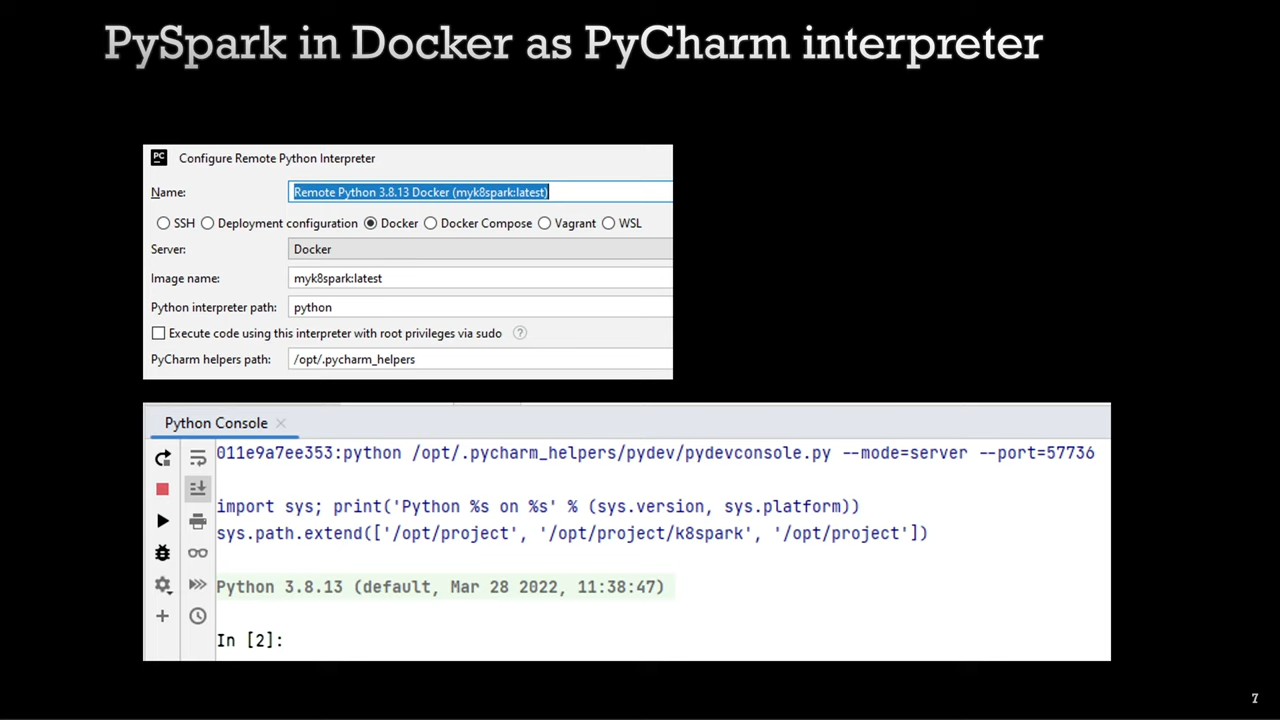 PySpark in Docker as PyCharm interpreter
PC Configure Remote Python Interpreter
Name: Remote Python 3.8.13 Docker (myk8spark:latest)
SSH Deployment configuration Docker Docker Compose Vagrant WSL
Server: Docker
Image name: myk8spark:latest
Python interpreter path: python
Execute code using this interpreter with root privileges via sudo ?
PyCharm helpers path: /opt/.pycharm_helpers
Python Console
011e9a7ee353:python /opt/.pycharm_helpers/pydev/pydevconsole.py --mode=server --port=57736
import sys; print('Python %s on %s' % (sys.version, sys.platform))
sys.path.extend(['/opt/project', '/opt/project/k8spark', '/opt/project'])
Python 3.8.13 (default, Mar 28 2022, 11:38:47)
In [2]:
7